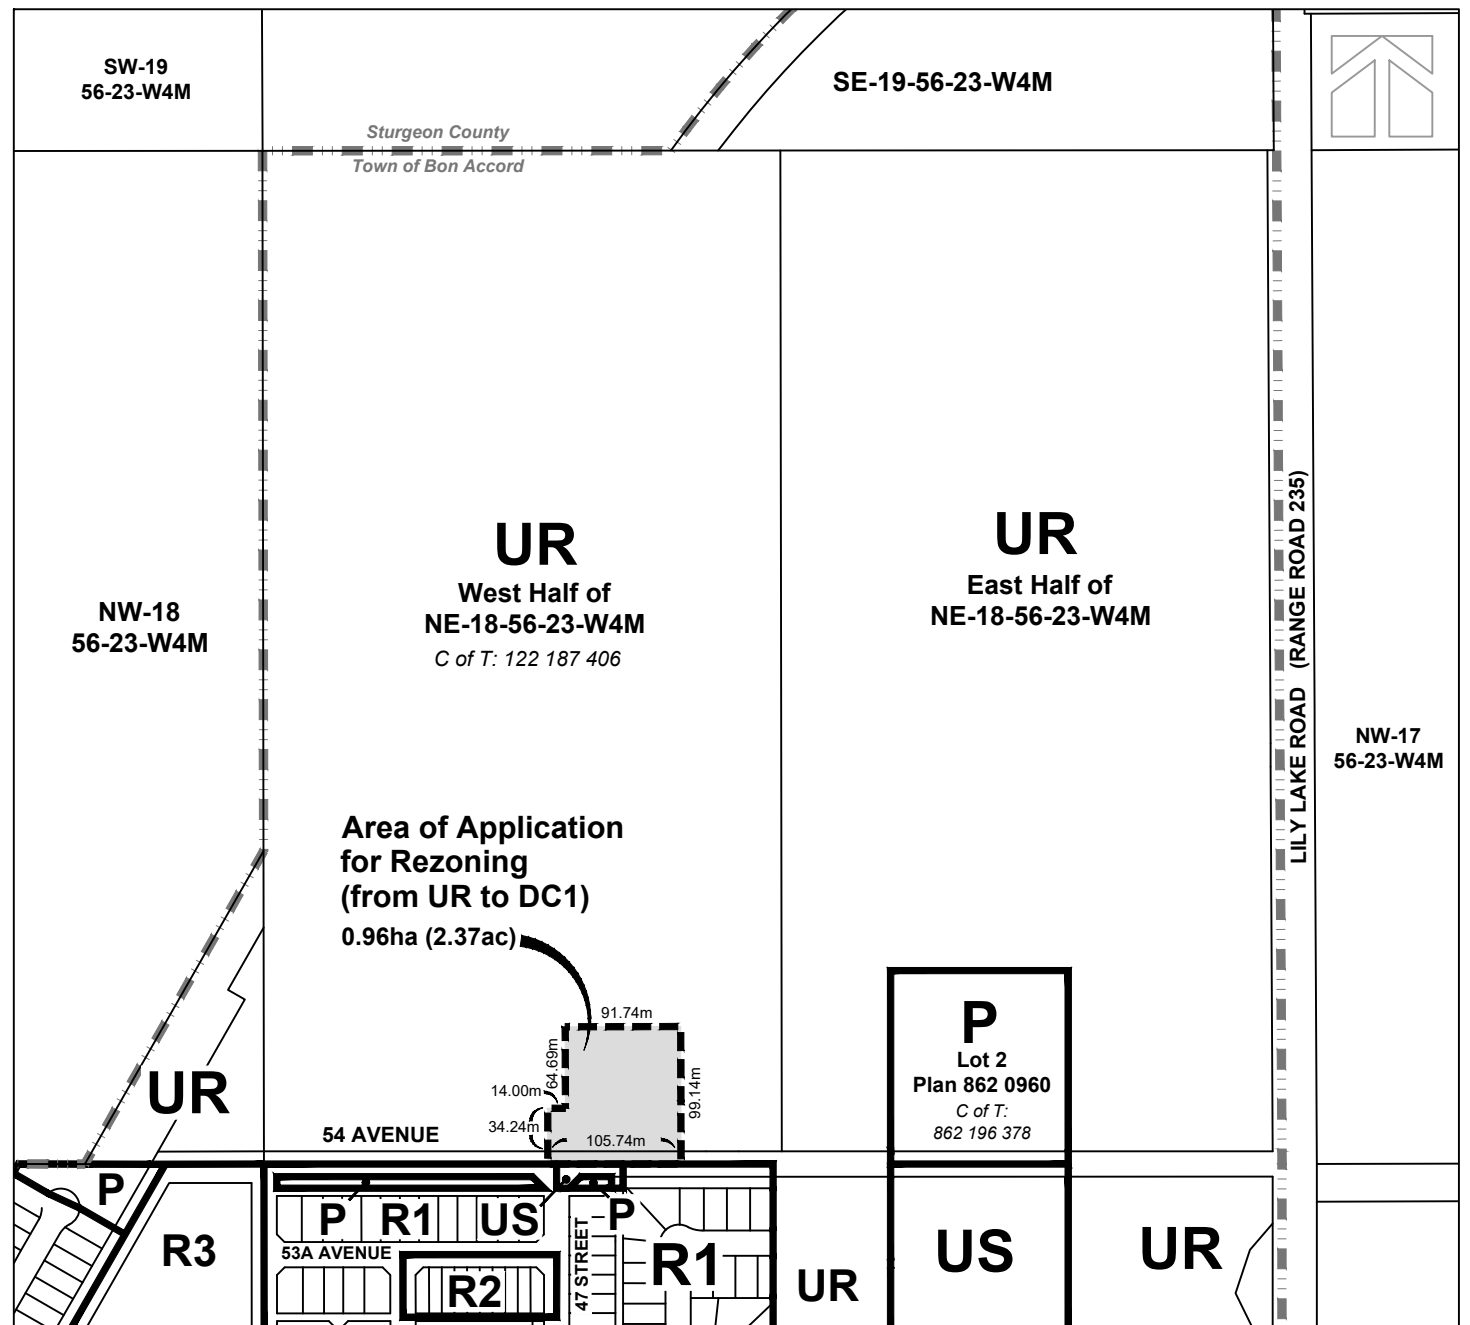 SW-19
56-23-W4M
SE-19-56-23-W4M
Sturgeon County
Town of Bon Accord
UR
West Half of
NE-18-56-23-W4M
C of T: 122 187 406
UR
East Half of
NE-18-56-23-W4M
NW-18
56-23-W4M
LILY LAKE ROAD (RANGE ROAD 235)
NW-17
56-23-W4M
Area of Application
for Rezoning
(from UR to DC1)
0.96ha (2.37ac)
91.74m
64.69m
14.00m
34.24m
105.74m
99.14m
P
Lot 2
Plan 862 0960
C of T:
862 196 378
UR
54 AVENUE
P
R3
P
R1
US
P
53A AVENUE
R2
47 STREET
R1
UR
US
UR